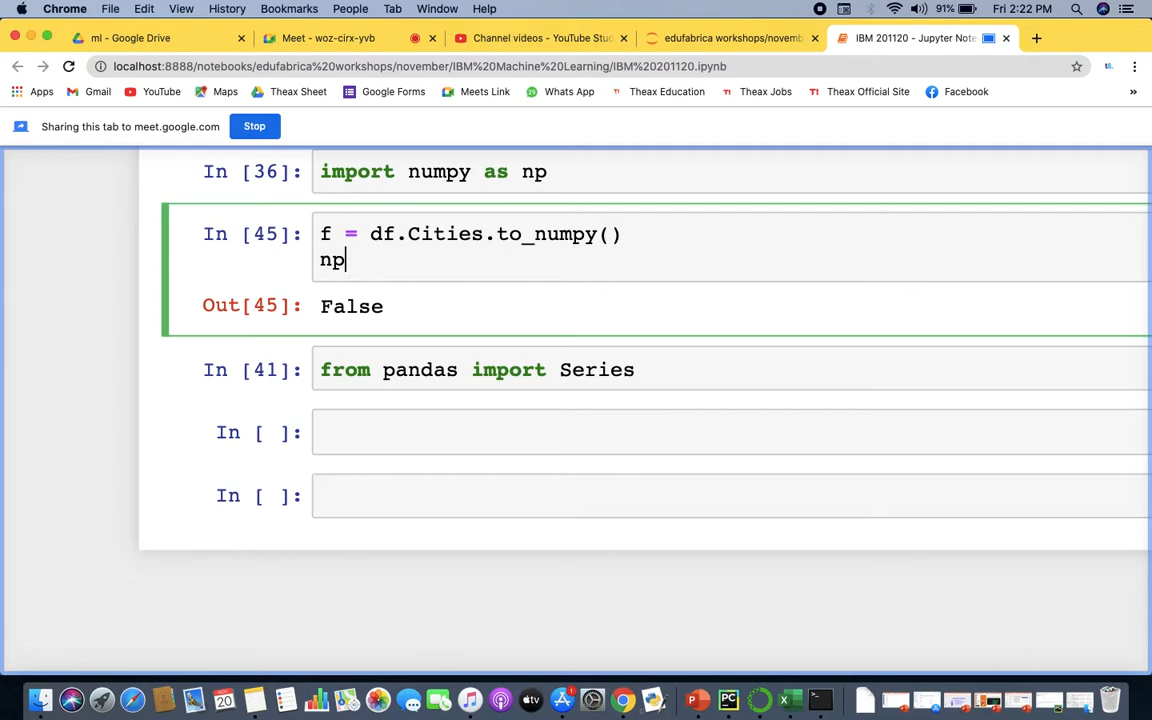 Chrome File Edit View History Bookmarks People Tab Window Help 91% Fri 2:22 PM
ml - Google Drive Meet - woz-cirx-yvb Channel videos - YouTube Stu edufabrica workshops/novemb IBM 201120 - Jupyter Note
localhost:8888/notebooks/edufabrica%20workshops/november/IBM%20Machine%20Learning/IBM%20201120.ipynb
Apps Gmail YouTube Maps Theax Sheet Google Forms Meets Link Whats App Theax Education Theax Jobs Theax Official Site Facebook »
Sharing this tab to meet.google.com Stop
In [36]: import numpy as np
In [45]: f = df.Cities.to_numpy()
np
Out[45]: False
In [41]: from pandas import Series
In [ ]:
In [ ]: